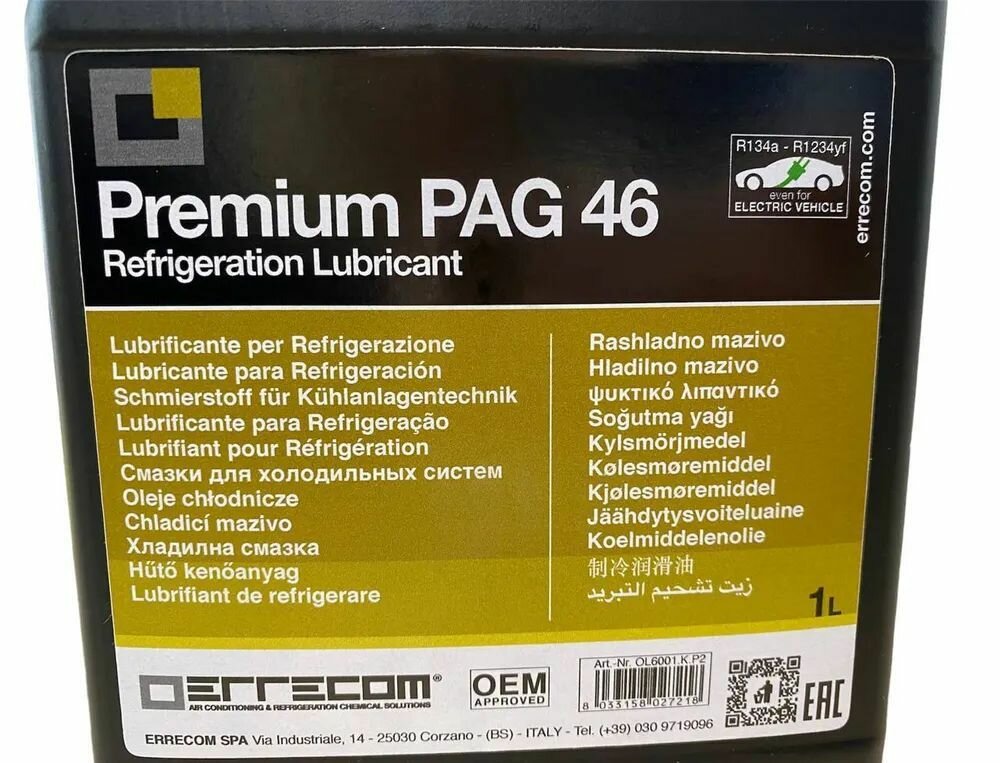 R134a - R1234yf
even for
ELECTRIC VEHICLE
errecom.com
Premium PAG 46
Refrigeration Lubricant
Lubrificante per Refrigerazione
Lubricante para Refrigeración
Schmierstoff für Kühlanlagentechnik
Lubrificante para Refrigeração
Lubrifiant pour Réfrigération
Смазки для холодильных систем
Oleje chłodnicze
Chladicí mazivo
Хладилна смазка
Hűtő kenőanyag
Lubrifiant de refrigerare
Rashladno mazivo
Hladilno mazivo
ψυκτικό λιπαντικό
Soğutma yağı
Kylsmörjmedel
Kølesmøremiddel
Kjølesmøremiddel
Jäähdytysvoiteluaine
Koelmiddelenolie
制冷润滑油
زيت تشحيم التبريد
1L
ERRECOM®
AIR CONDITIONING & REFRIGERATION CHEMICAL SOLUTIONS
OEM
APPROVED
Art.-Nr. OL6001.K.P2
8 033158 027218
EAC
ERRECOM SPA Via Industriale, 14 - 25030 Corzano - (BS) - ITALY - Tel. (+39) 030 9719096